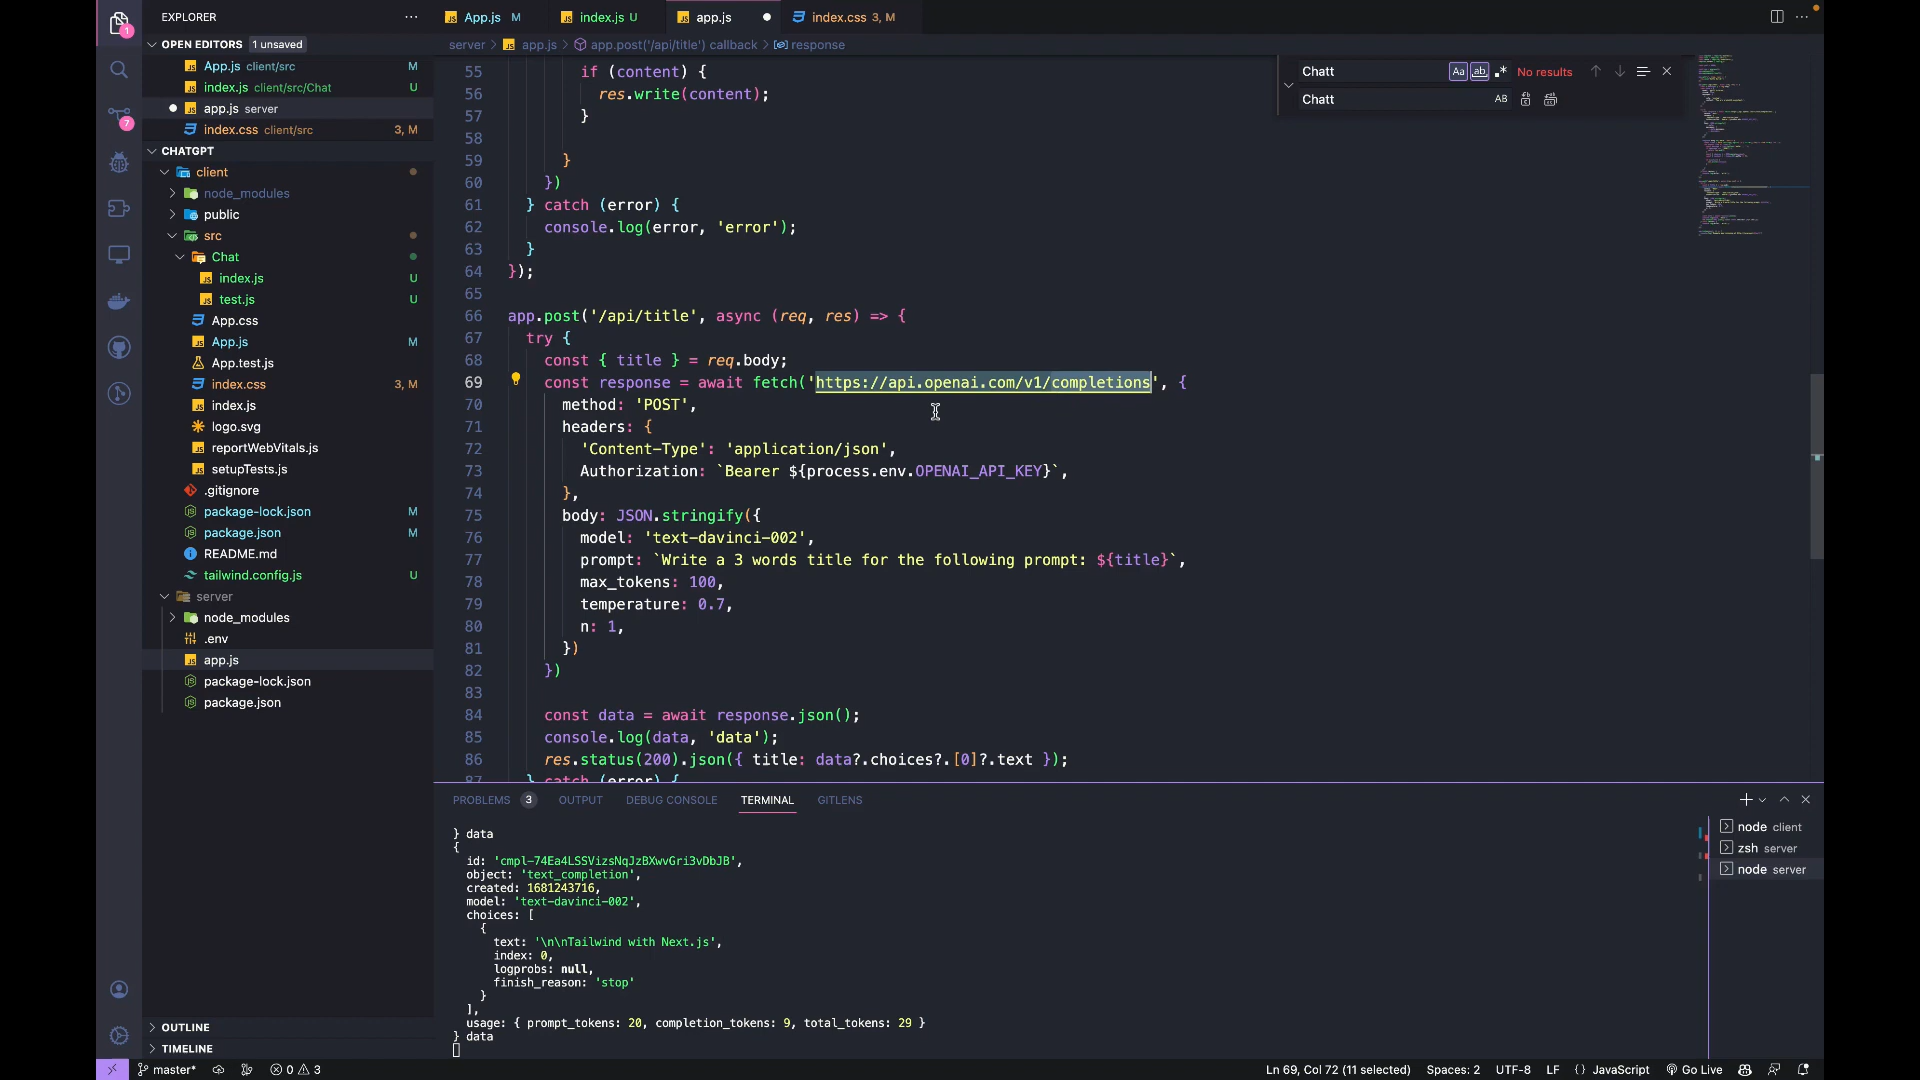 EXPLORER
OPEN EDITORS 1 unsaved
App.js client/src M
index.js client/src/Chat U
app.js server
index.css client/src 3, M
CHATGPT
client
node_modules
public
src
Chat
index.js U
test.js U
App.css
App.js M
App.test.js
index.css 3, M
index.js
logo.svg
reportWebVitals.js
setupTests.js
.gitignore
package-lock.json M
package.json M
README.md
tailwind.config.js U
server
node_modules
.env
app.js
package-lock.json
package.json
OUTLINE
TIMELINE
1
7
App.js M index.js U app.js index.css 3, M
server > app.js > app.post('/api/title') callback > response
Chatt Aa ab No results
Chatt AB
55 if (content) {
56 res.write(content);
57 }
58
59 }
60 })
61 } catch (error) {
62 console.log(error, 'error');
63 }
64 });
65
66 app.post('/api/title', async (req, res) => {
67 try {
68 const { title } = req.body;
69 const response = await fetch('https://api.openai.com/v1/completions', {
70 method: 'POST',
71 headers: {
72 'Content-Type': 'application/json',
73 Authorization: `Bearer ${process.env.OPENAI_API_KEY}`,
74 },
75 body: JSON.stringify({
76 model: 'text-davinci-002',
77 prompt: `Write a 3 words title for the following prompt: ${title}`,
78 max_tokens: 100,
79 temperature: 0.7,
80 n: 1,
81 })
82 })
83
84 const data = await response.json();
85 console.log(data, 'data');
86 res.status(200).json({ title: data?.choices?.[0]?.text });
87 } catch (error) {
PROBLEMS 3 OUTPUT DEBUG CONSOLE TERMINAL GITLENS
} data
{
id: 'cmpl-74Ea4LSSVizsNqJzBXwvGri3vDbJB',
object: 'text_completion',
created: 1681243716,
model: 'text-davinci-002',
choices: [
{
text: '\n\nTailwind with Next.js',
index: 0,
logprobs: null,
finish_reason: 'stop'
}
],
usage: { prompt_tokens: 20, completion_tokens: 9, total_tokens: 29 }
} data
node client
zsh server
node server
master* 0 3 Ln 69, Col 72 (11 selected) Spaces: 2 UTF-8 LF {} JavaScript Go Live